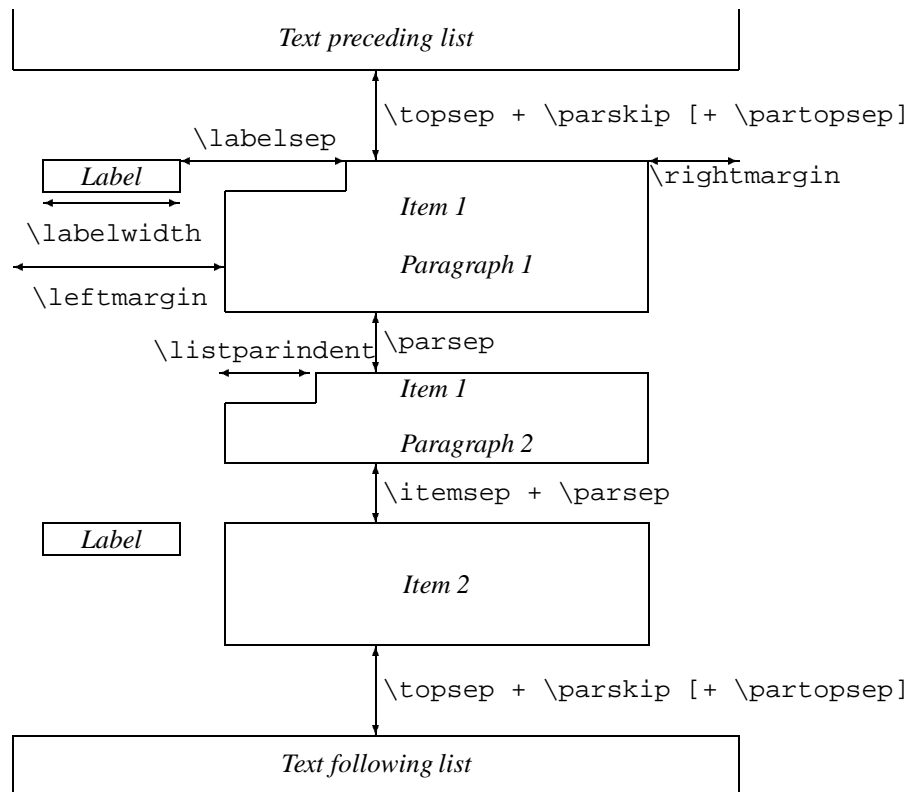 Text preceding list
\topsep + \parskip [+ \partopsep]
\labelsep
Label
\rightmargin
Item 1
\labelwidth
Paragraph 1
\leftmargin
\parsep
\listparindent
Item 1
Paragraph 2
\itemsep + \parsep
Label
Item 2
\topsep + \parskip [+ \partopsep]
Text following list